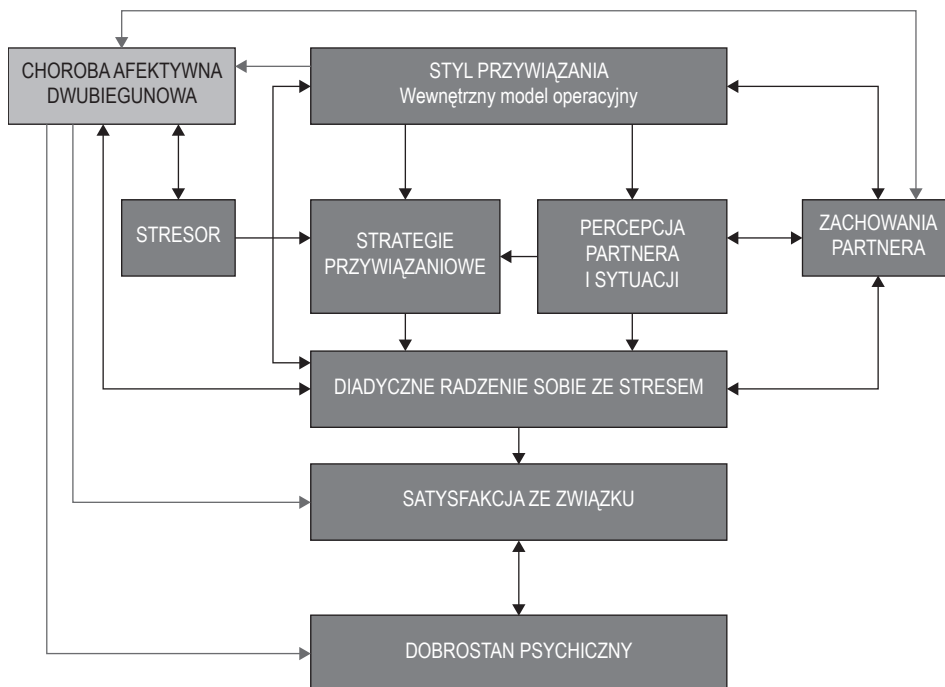 CHOROBA AFEKTYWNA
DWUBIEGUNOWA
STYL PRZYWIĄZANIA
Wewnętrzny model operacyjny
STRESOR
STRATEGIE
PRZYWIĄZANIOWE
PERCEPCJA
PARTNERA
I SYTUACJI
ZACHOWANIA
PARTNERA
DIADYCZNE RADZENIE SOBIE ZE STRESEM
SATYSFAKCJA ZE ZWIĄZKU
DOBROSTAN PSYCHICZNY